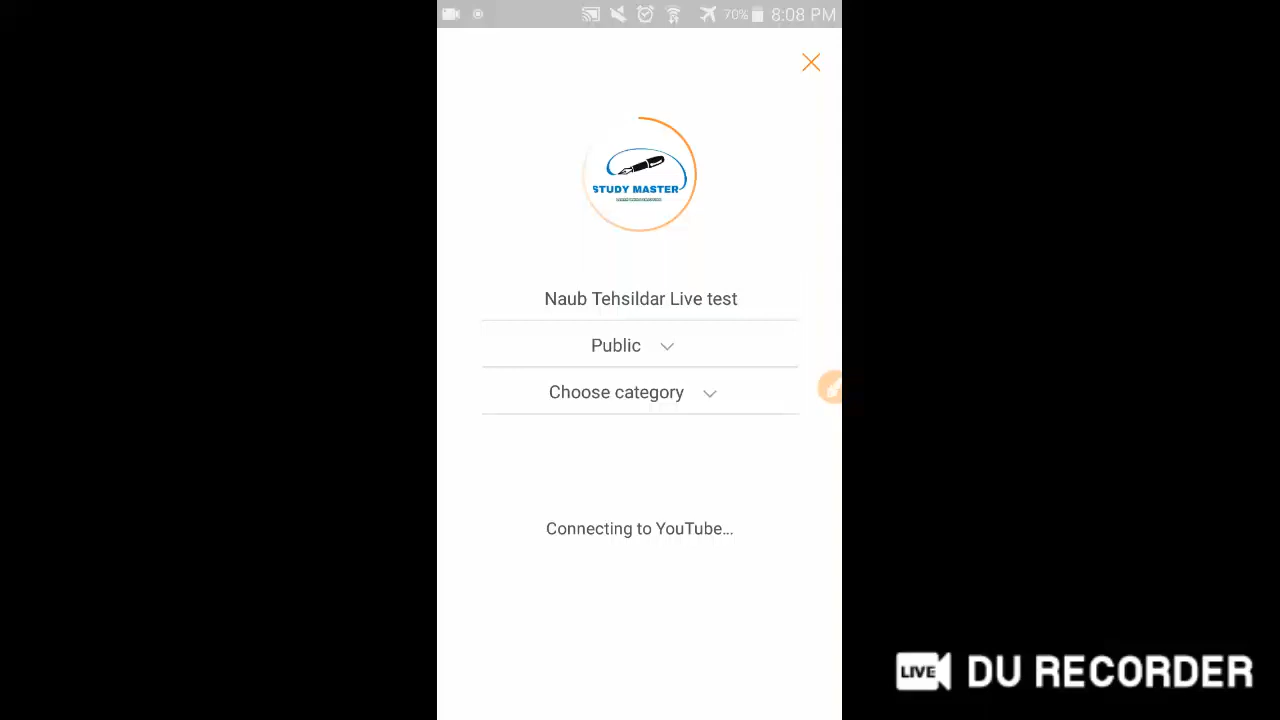 70% 8:08 PM
STUDY MASTER
Naub Tehsildar Live test
Public
Choose category
Connecting to YouTube...
LIVE DU RECORDER